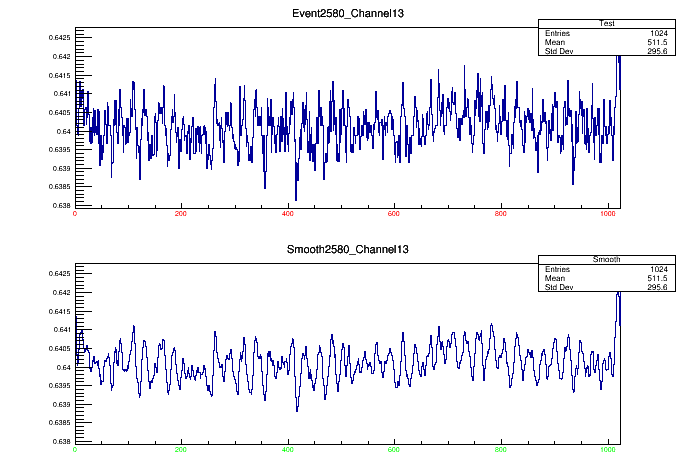 Event2580_Channel13
Test
Entries 1024
Mean 511.5
Std Dev 295.6
0.6425
0.642
0.6415
0.641
0.6405
0.64
0.6395
0.639
0.6385
0.638
0 200 400 600 800 1000
Smooth2580_Channel13
Smooth
Entries 1024
Mean 511.5
Std Dev 295.6
0.6425
0.642
0.6415
0.641
0.6405
0.64
0.6395
0.639
0.6385
0.638
0 200 400 600 800 1000